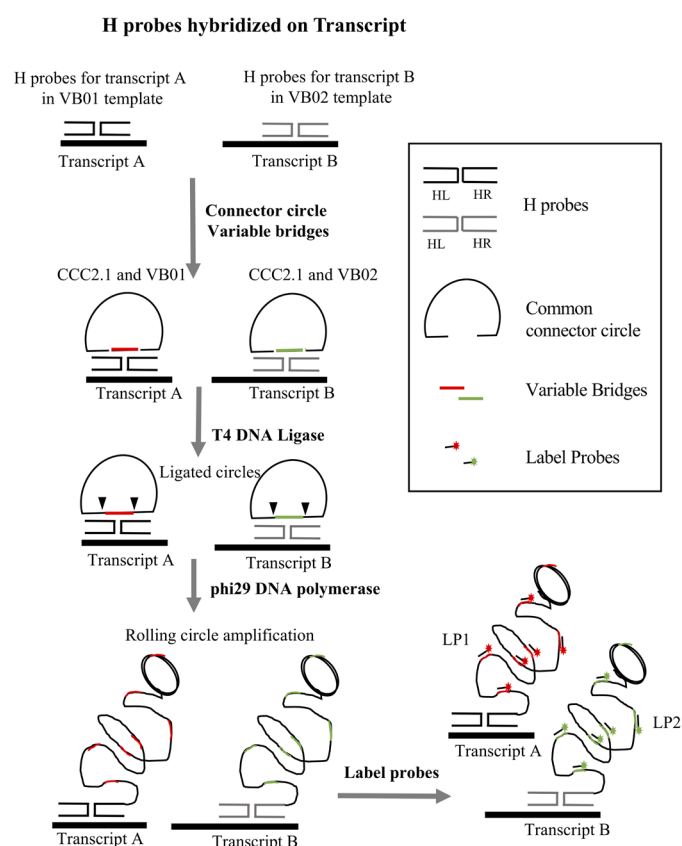 H probes hybridized on Transcript
H probes for transcript A
in VB01 template
H probes for transcript B
in VB02 template
Transcript A
Transcript B
Connector circle
Variable bridges
CCC2.1 and VB01
CCC2.1 and VB02
Transcript A
Transcript B
T4 DNA Ligase
Ligated circles
Transcript A
Transcript B
phi29 DNA polymerase
Rolling circle amplification
Transcript A
Transcript B
Label probes
LP1
LP2
Transcript A
Transcript B
HL HR
H probes
HL HR
Common
connector circle
Variable Bridges
Label Probes